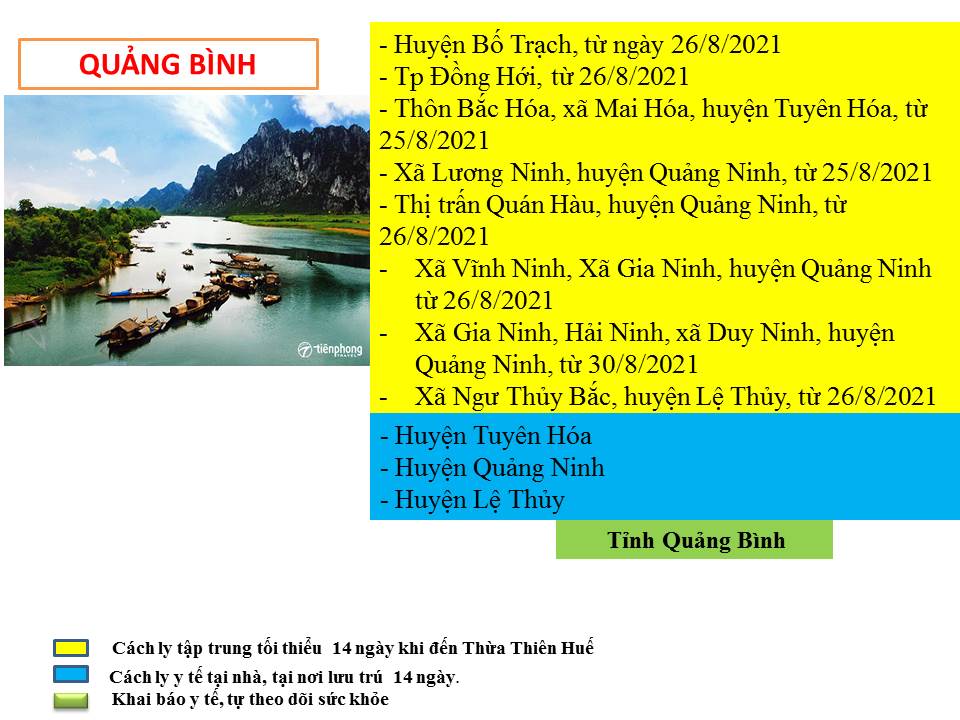 QUẢNG BÌNH
- Huyện Bố Trạch, từ ngày 26/8/2021
- Tp Đồng Hới, từ 26/8/2021
- Thôn Bắc Hóa, xã Mai Hóa, huyện Tuyên Hóa, từ
25/8/2021
- Xã Lương Ninh, huyện Quảng Ninh, từ 25/8/2021
- Thị trấn Quán Hàu, huyện Quảng Ninh, từ
26/8/2021
- Xã Vĩnh Ninh, Xã Gia Ninh, huyện Quảng Ninh
từ 26/8/2021
- Xã Gia Ninh, Hải Ninh, xã Duy Ninh, huyện
Quảng Ninh, từ 30/8/2021
- Xã Ngư Thủy Bắc, huyện Lệ Thủy, từ 26/8/2021
tiênphong
TRAVEL
- Huyện Tuyên Hóa
- Huyện Quảng Ninh
- Huyện Lệ Thủy
Tỉnh Quảng Bình
Cách ly tập trung tối thiểu 14 ngày khi đến Thừa Thiên Huế
Cách ly y tế tại nhà, tại nơi lưu trú 14 ngày.
Khai báo y tế, tự theo dõi sức khỏe